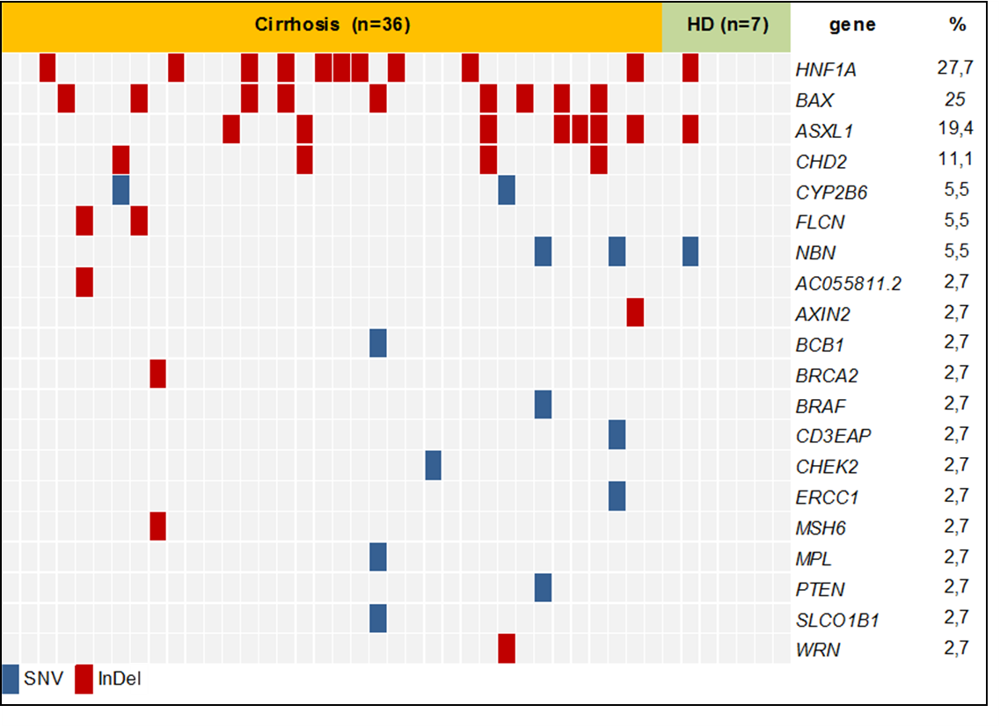 Cirrhosis (n=36) HD (n=7) gene %
HNF1A 27,7
BAX 25
ASXL1 19,4
CHD2 11,1
CYP2B6 5,5
FLCN 5,5
NBN 5,5
AC055811.2 2,7
AXIN2 2,7
BCB1 2,7
BRCA2 2,7
BRAF 2,7
CD3EAP 2,7
CHEK2 2,7
ERCC1 2,7
MSH6 2,7
MPL 2,7
PTEN 2,7
SLCO1B1 2,7
WRN 2,7
SNV InDel